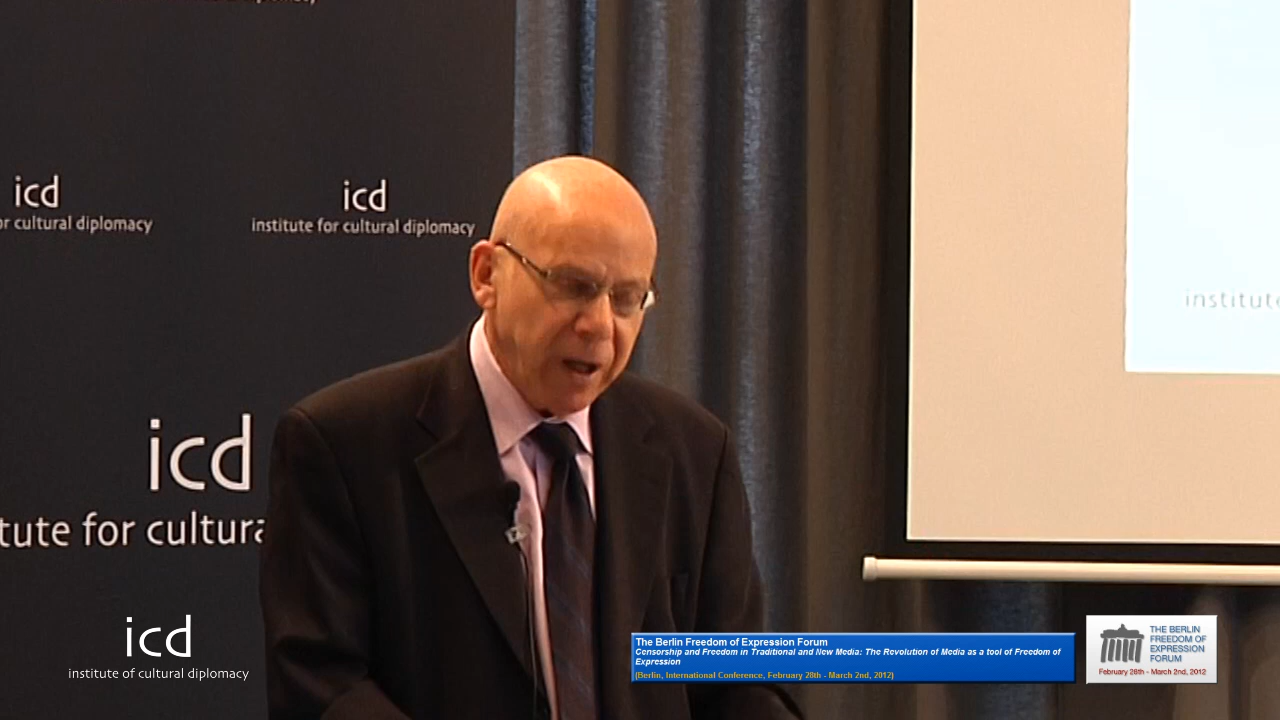 icd
or cultural diplomacy
icd
institute for cultural diplomacy
institut
icd
tute for cultura
icd
institute of cultural diplomacy
The Berlin Freedom of Expression Forum
Censorship and Freedom in Traditional and New Media: The Revolution of Media as a tool of Freedom of
Expression
(Berlin, International Conference, February 28th - March 2nd, 2012)
THE BERLIN
FREEDOM OF
EXPRESSION
FORUM
February 28th - March 2nd, 2012